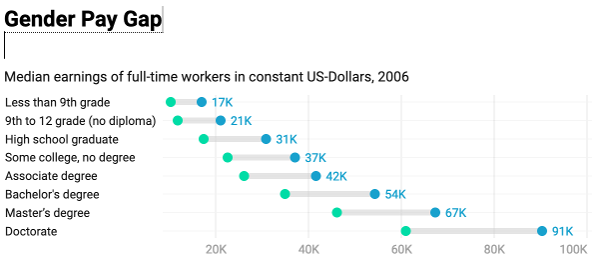 Gender Pay Gap
Median earnings of full-time workers in constant US-Dollars, 2006
Less than 9th grade 17K
9th to 12 grade (no diploma) 21K
High school graduate 31K
Some college, no degree 37K
Associate degree 42K
Bachelor's degree 54K
Master's degree 67K
Doctorate 91K
20K 40K 60K 80K 100K